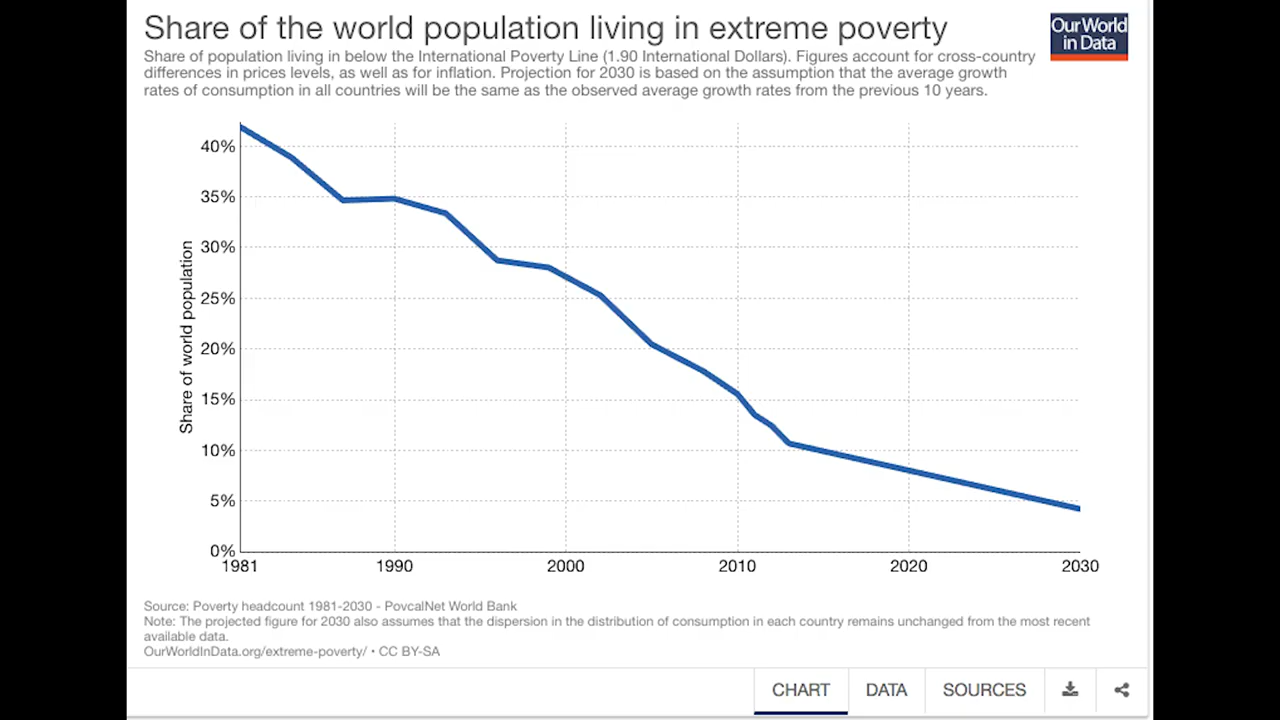 Share of the world population living in extreme poverty
Our World
in Data
Share of population living in below the International Poverty Line (1.90 International Dollars). Figures account for cross-country
differences in prices levels, as well as for inflation. Projection for 2030 is based on the assumption that the average growth
rates of consumption in all countries will be the same as the observed average growth rates from the previous 10 years.
40%
35%
30%
25%
20%
15%
10%
5%
0%
Share of world population
1981 1990 2000 2010 2020 2030
Source: Poverty headcount 1981-2030 - PovcalNet World Bank
Note: The projected figure for 2030 also assumes that the dispersion in the distribution of consumption in each country remains unchanged from the most recent
available data.
OurWorldInData.org/extreme-poverty/ • CC BY-SA
CHART DATA SOURCES